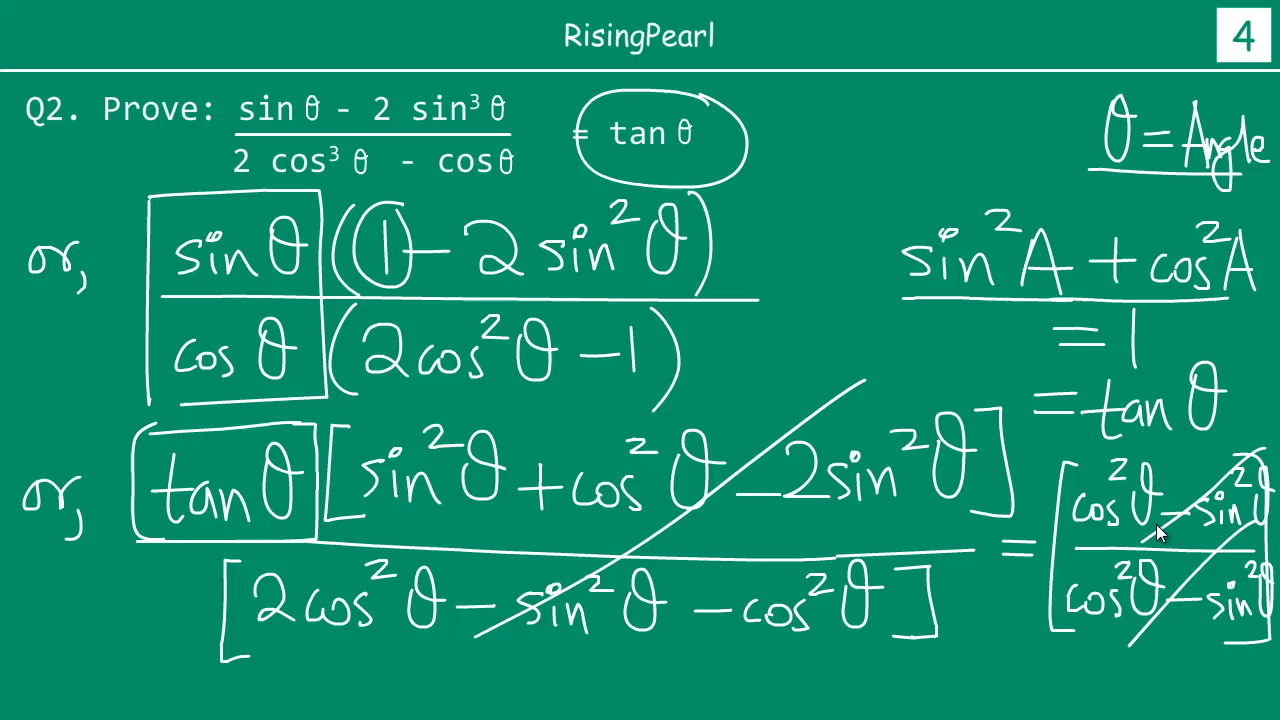 RisingPearl
4
Q2. Prove: sin θ - 2 sin³ θ
= tan θ
2 cos³ θ - cos θ
θ = Angle
or, sin θ (1 - 2 sin² θ)
cos θ (2 cos² θ - 1)
sin² A + cos² A
= 1
= tan θ
or, tan θ [sin² θ + cos² θ - 2 sin² θ]
[2 cos² θ - sin² θ - cos² θ]
= [cos² θ - sin² θ
cos² θ - sin² θ]